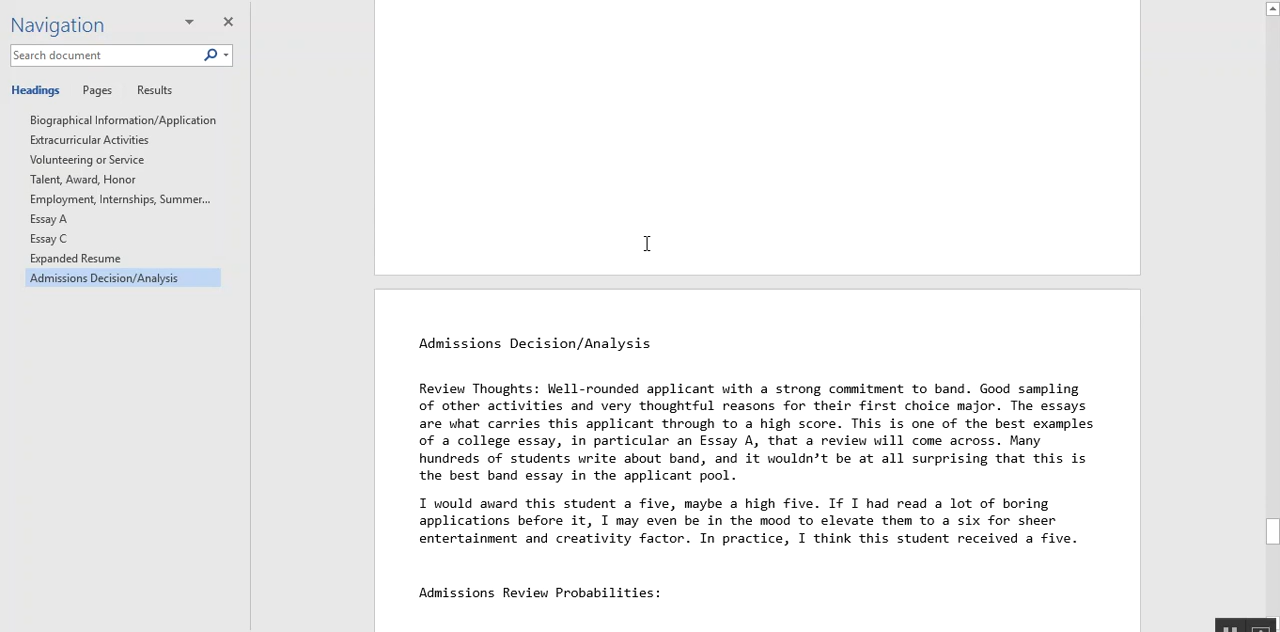 Navigation
Search document
Headings Pages Results
Biographical Information/Application
Extracurricular Activities
Volunteering or Service
Talent, Award, Honor
Employment, Internships, Summer...
Essay A
Essay C
Expanded Resume
Admissions Decision/Analysis
Admissions Decision/Analysis
Review Thoughts: Well-rounded applicant with a strong commitment to band. Good sampling
of other activities and very thoughtful reasons for their first choice major. The essays
are what carries this applicant through to a high score. This is one of the best examples
of a college essay, in particular an Essay A, that a review will come across. Many
hundreds of students write about band, and it wouldn’t be at all surprising that this is
the best band essay in the applicant pool.
I would award this student a five, maybe a high five. If I had read a lot of boring
applications before it, I may even be in the mood to elevate them to a six for sheer
entertainment and creativity factor. In practice, I think this student received a five.
Admissions Review Probabilities: